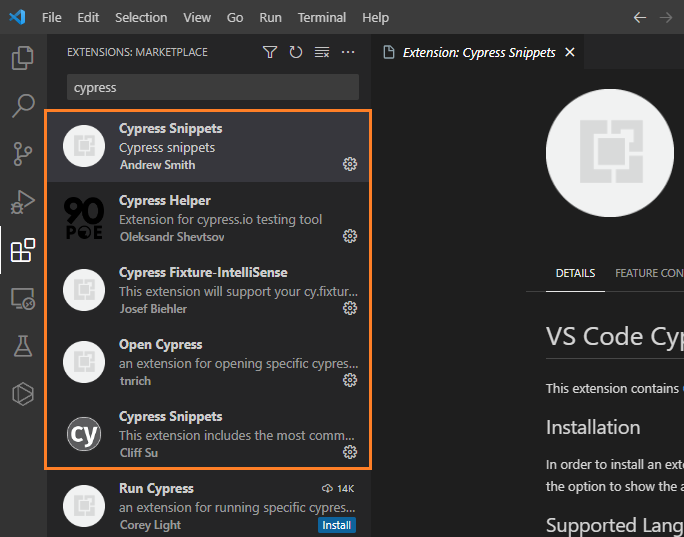 File Edit Selection View Go Run Terminal Help
EXTENSIONS: MARKETPLACE
cypress
Cypress Snippets
Cypress snippets
Andrew Smith
90
POE
Cypress Helper
Extension for cypress.io testing tool
Oleksandr Shevtsov
Cypress Fixture-IntelliSense
This extension will support your cy.fixtur...
Josef Biehler
Open Cypress
an extension for opening specific cypres...
tnrich
cy
Cypress Snippets
This extension includes the most comm...
Cliff Su
Run Cypress 14K
an extension for running specific cypres...
Corey Light Install
Extension: Cypress Snippets
DETAILS FEATURE CON
VS Code Cyp
This extension contains
Installation
In order to install an exte
the option to show the a
Supported Lang